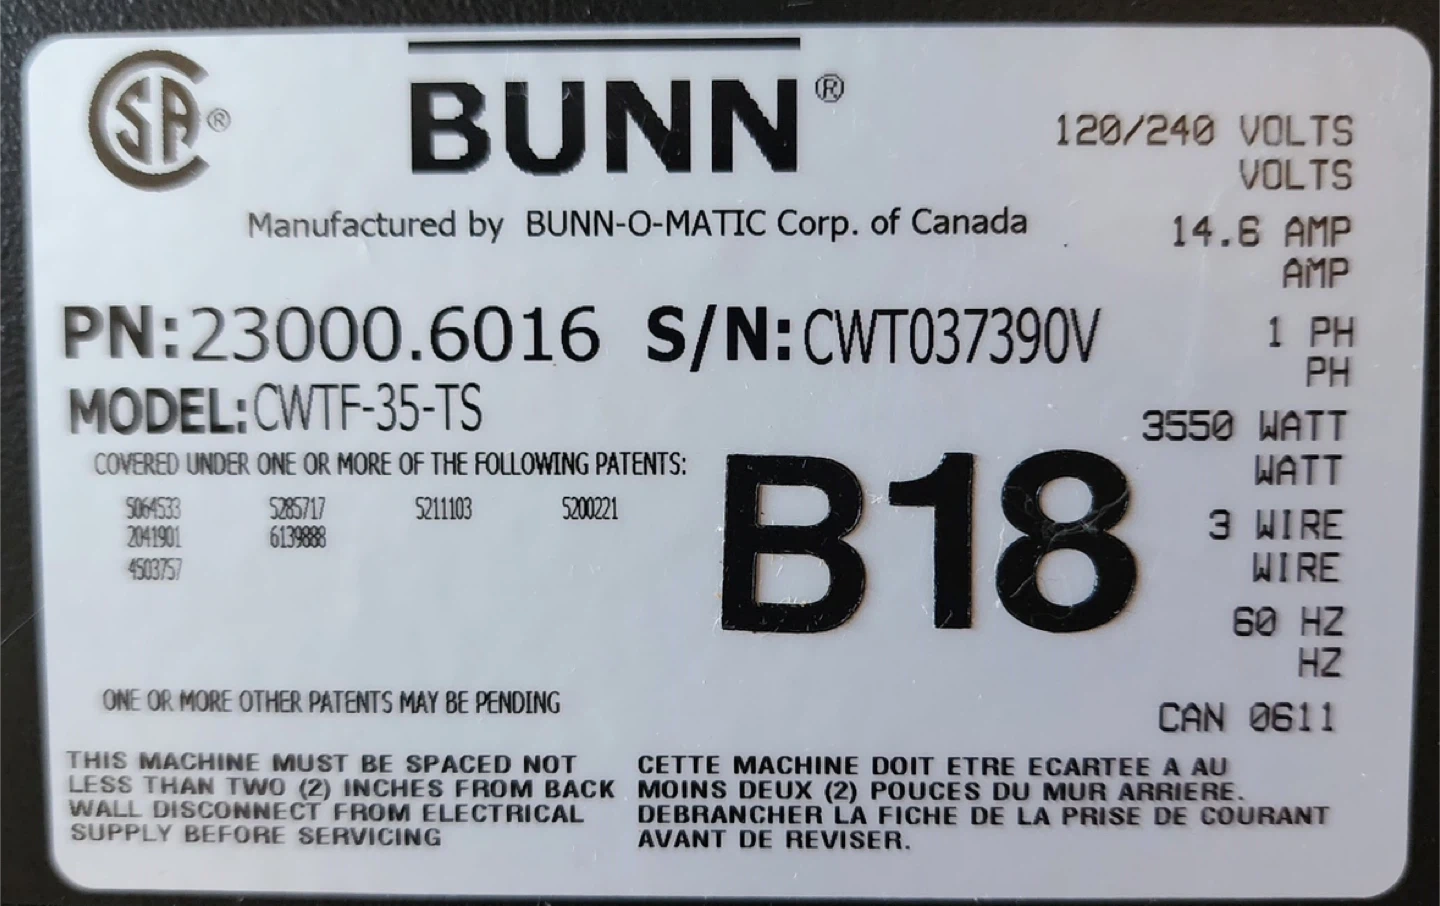 CSA®
BUNN®
Manufactured by BUNN-O-MATIC Corp. of Canada
120/240 VOLTS
VOLTS
14.6 AMP
AMP
1 PH
PH
3550 WATT
WATT
3 WIRE
WIRE
60 HZ
HZ
CAN 0611
PN:23000.6016 S/N:CWT037390V
MODEL:CWTF-35-TS
COVERED UNDER ONE OR MORE OF THE FOLLOWING PATENTS:
5064533 5285717 5211103 5200221
2041901 6139888
4503757
B18
ONE OR MORE OTHER PATENTS MAY BE PENDING
THIS MACHINE MUST BE SPACED NOT
LESS THAN TWO (2) INCHES FROM BACK
WALL DISCONNECT FROM ELECTRICAL
SUPPLY BEFORE SERVICING
CETTE MACHINE DOIT ETRE ECARTEE A AU
MOINS DEUX (2) POUCES DU MUR ARRIERE.
DEBRANCHER LA FICHE DE LA PRISE DE COURANT
AVANT DE REVISER.